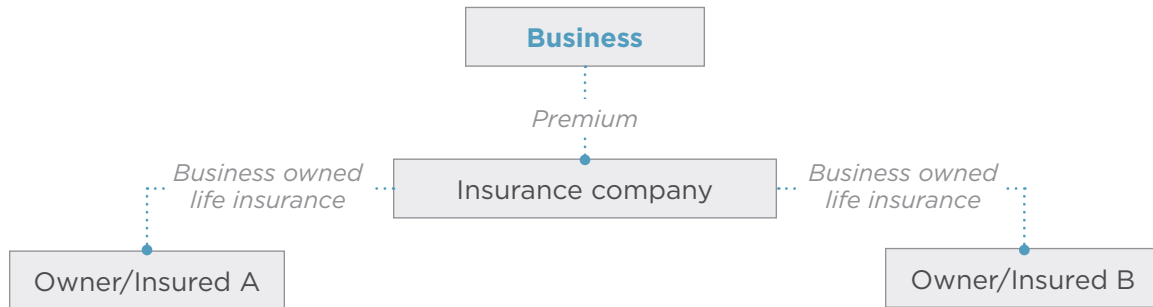 Business
Premium
Business owned
life insurance
Insurance company
Business owned
life insurance
Owner/Insured A
Owner/Insured B